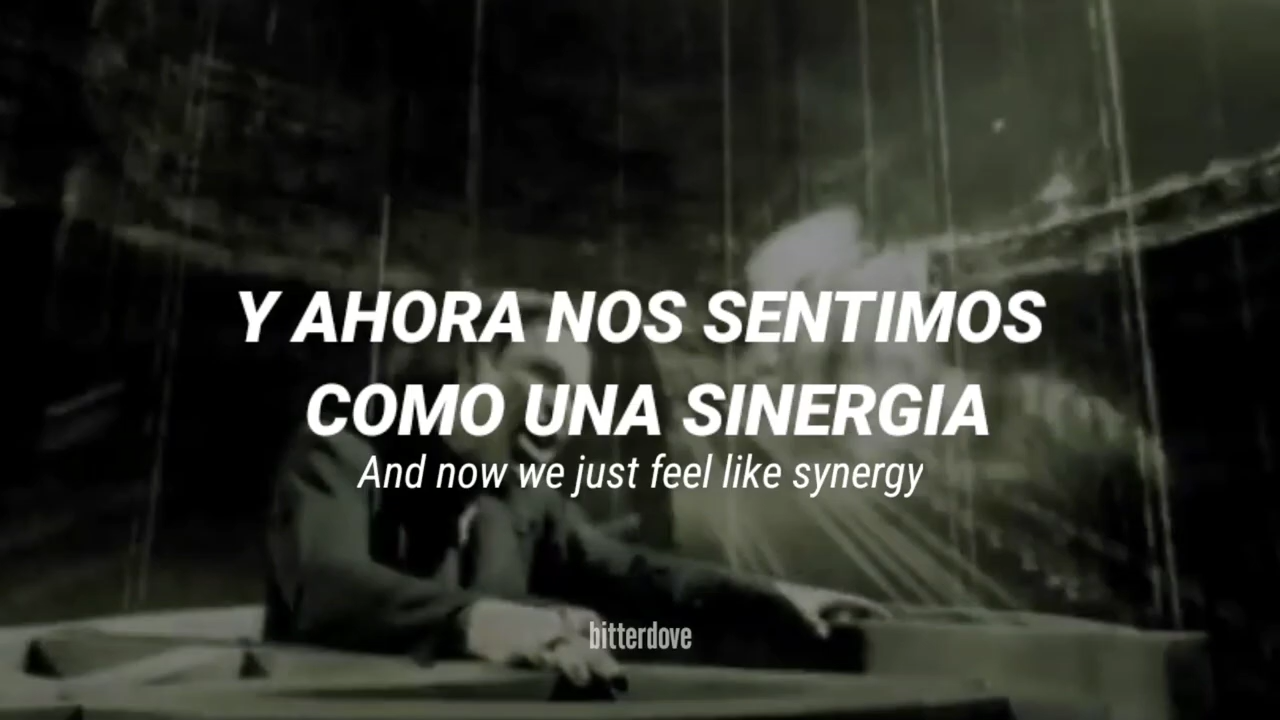 Y AHORA NOS SENTIMOS
COMO UNA SINERGIA
And now we just feel like synergy
bitterdove